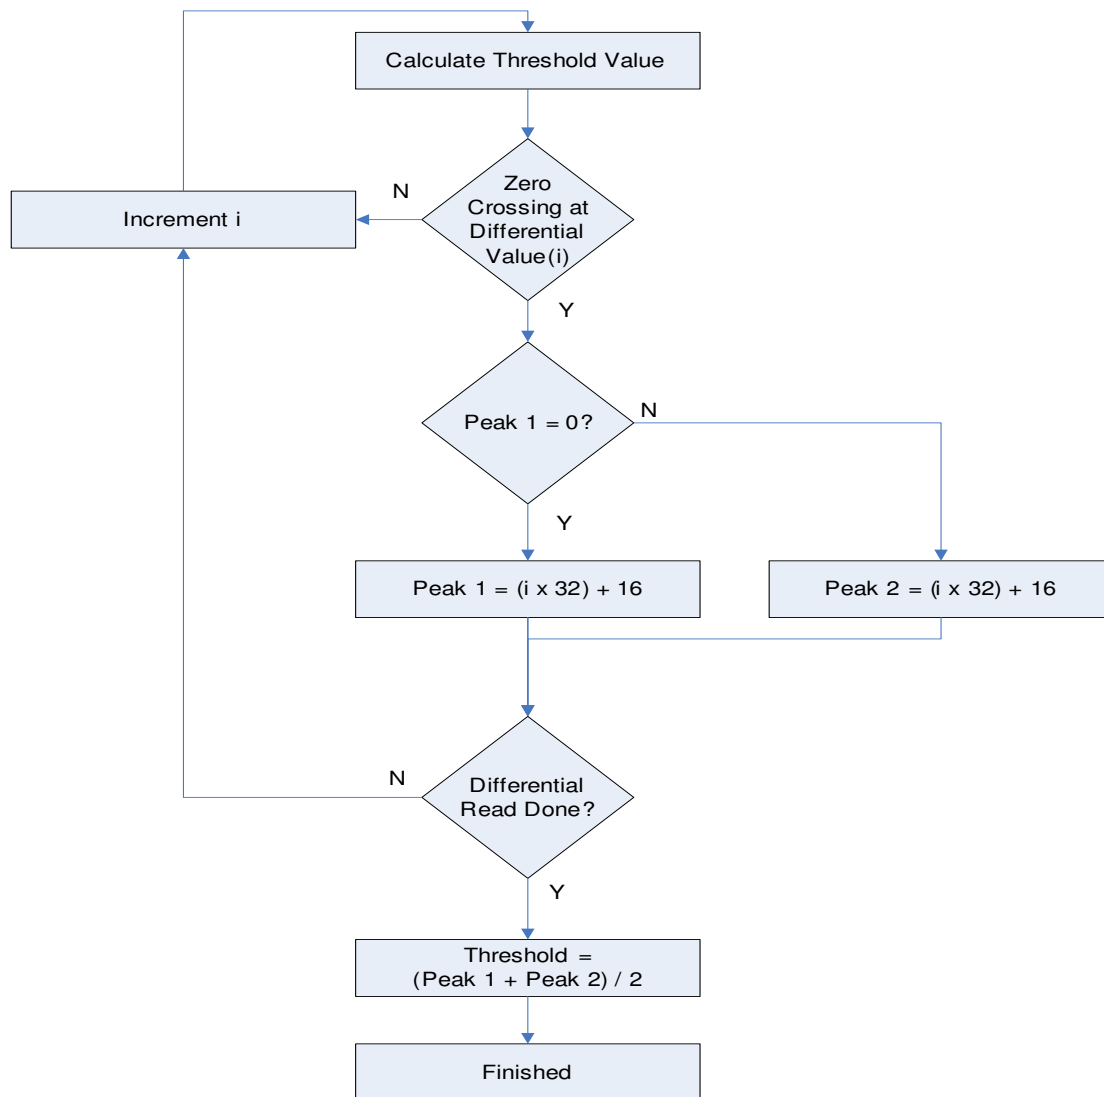 Calculate Threshold Value
Zero
Crossing at
Differential
Value(i)
N
Increment i
Y
Peak 1 = 0?
N
Y
Peak 1 = (i x 32) + 16
Peak 2 = (i x 32) + 16
N
Differential
Read Done?
Y
Threshold =
(Peak 1 + Peak 2) / 2
Finished